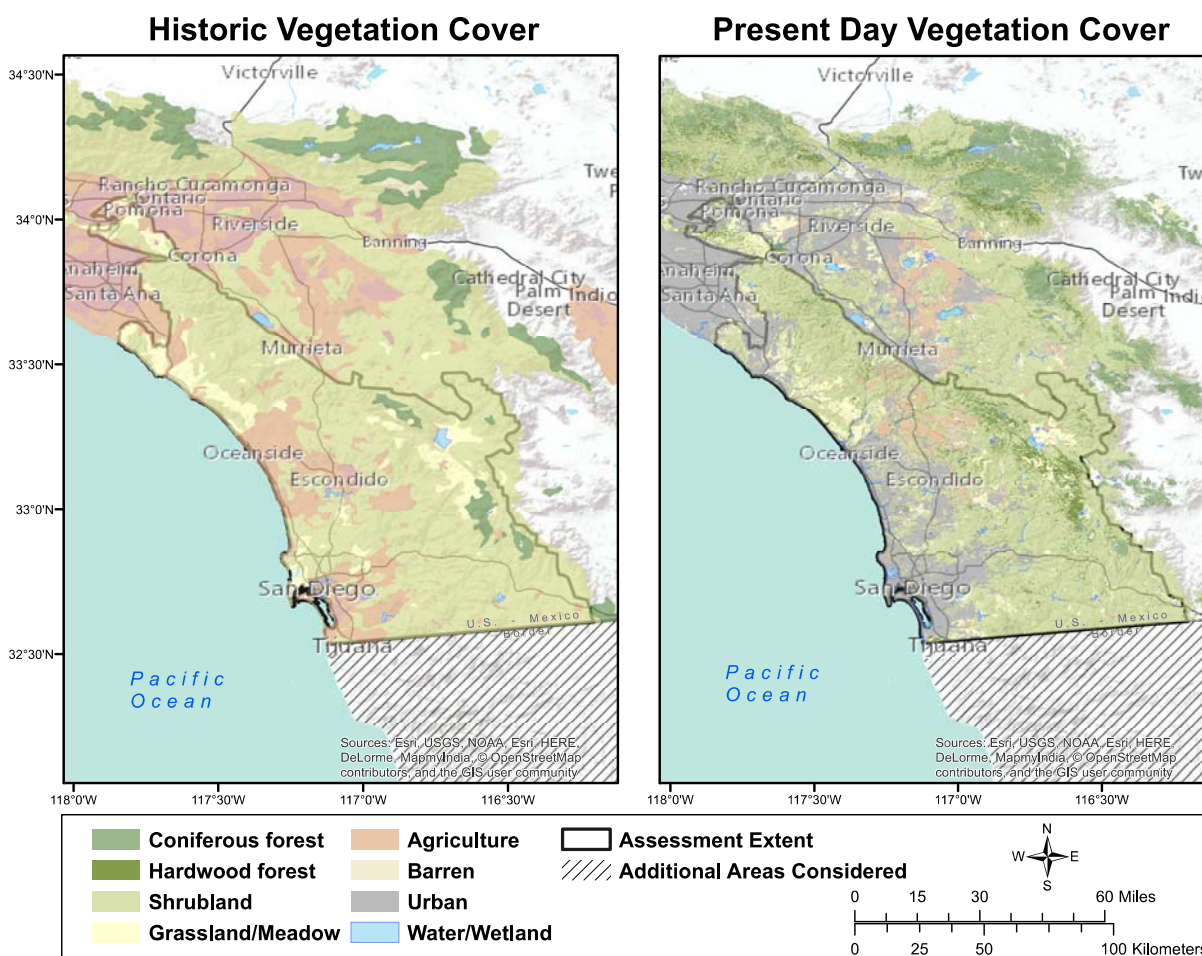 Historic Vegetation Cover
Present Day Vegetation Cover
34°30'N
34°0'N
33°30'N
33°0'N
32°30'N
Victorville
Rancho Cucamonga
Ontario
Pomona
Riverside
Banning
Corona
Anaheim
Santa Ana
Cathedral City
Palm
Desert
Indio
Twe
Murrieta
Oceanside
Escondido
San Diego
U.S. - Mexico
Border
Tijuana
Pacific
Ocean
Sources: Esri, USGS, NOAA, Esri, HERE,
DeLorme, MapmyIndia, © OpenStreetMap
contributors, and the GIS user community
118°0'W
117°30'W
117°0'W
116°30'W
Victorville
Rancho Cucamonga
Ontario
Pomona
Riverside
Banning
Corona
Anaheim
Santa Ana
Cathedral City
Palm
Desert
Indio
Tw
Murrieta
Oceanside
Escondido
San Diego
U.S. - Mexico
Border
Tijuana
Pacific
Ocean
Sources: Esri, USGS, NOAA, Esri, HERE,
DeLorme, MapmyIndia, © OpenStreetMap
contributors, and the GIS user community
118°0'W
117°30'W
117°0'W
116°30'W
Coniferous forest
Hardwood forest
Shrubland
Grassland/Meadow
Agriculture
Barren
Urban
Water/Wetland
Assessment Extent
Additional Areas Considered
N
W
E
S
0 15 30 60 Miles
0 25 50 100 Kilometers